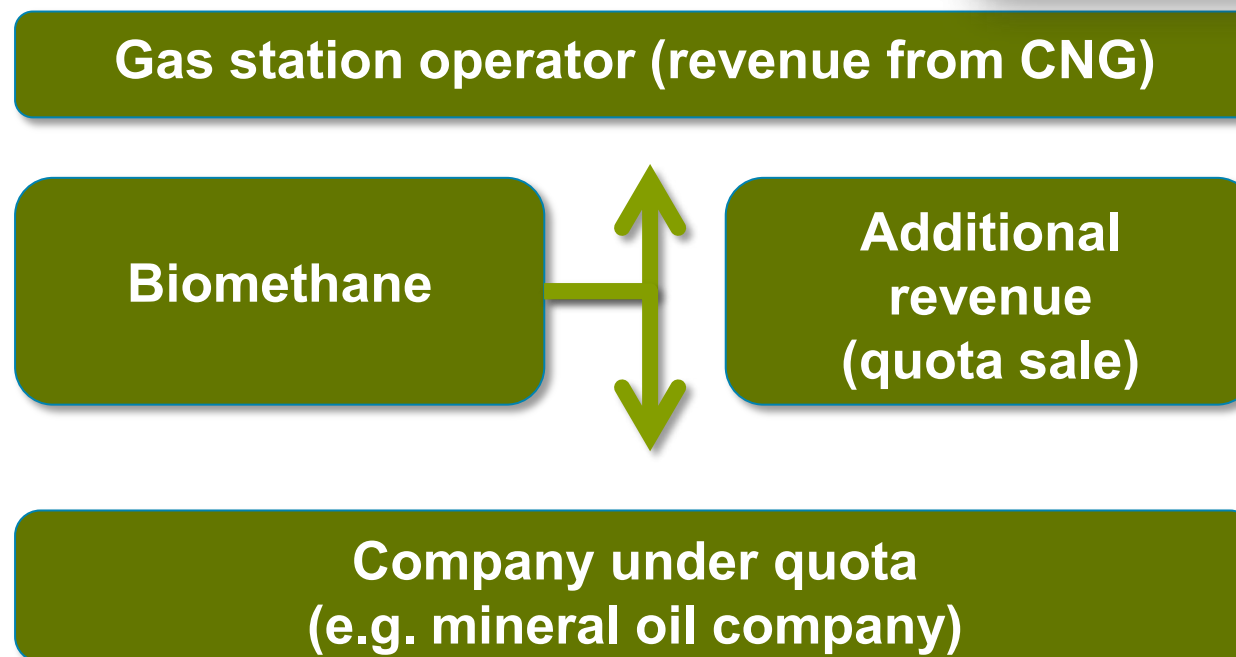 Gas station operator (revenue from CNG)
Biomethane
Additional
revenue
(quota sale)
Company under quota
(e.g. mineral oil company)